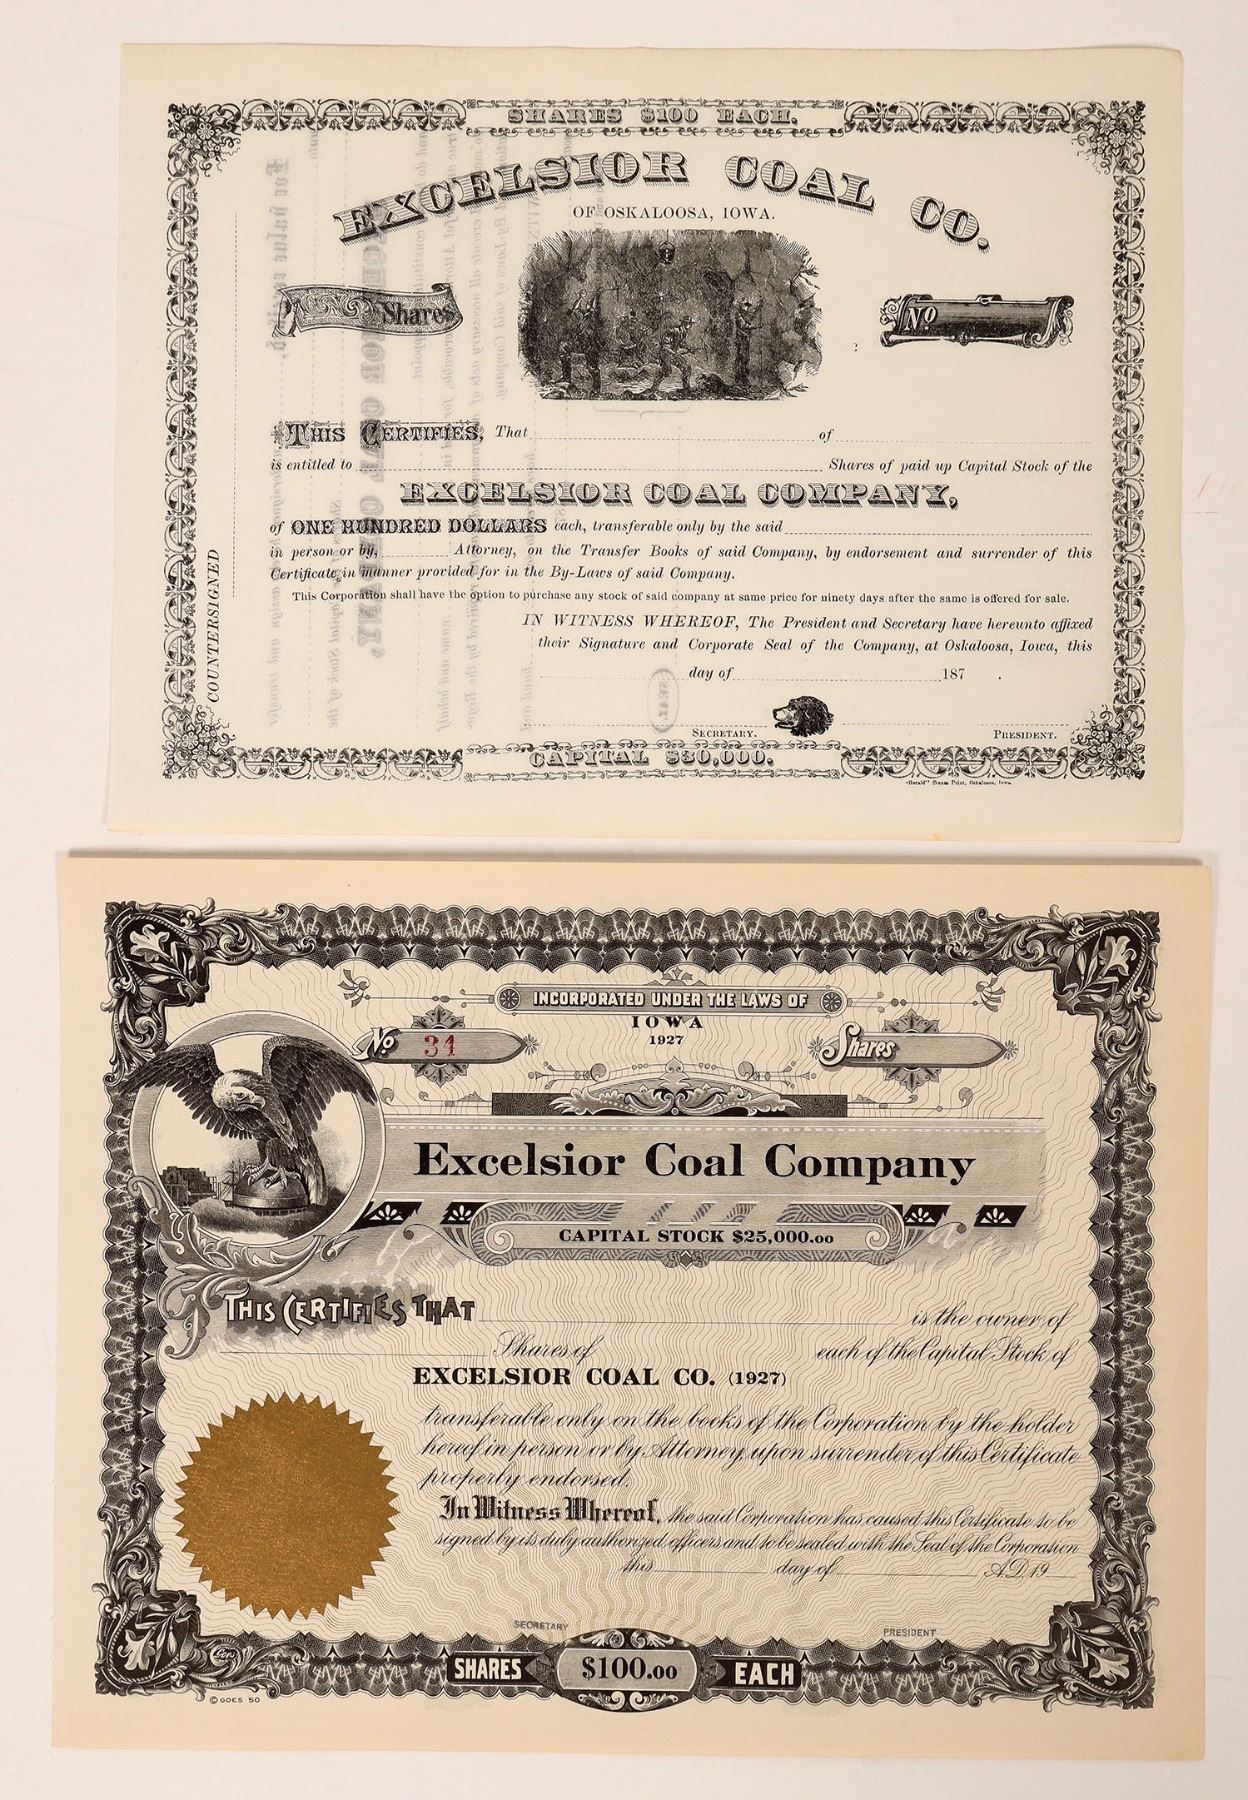 SHARES $100 EACH.
EXCELSIOR COAL CO.
OF OSKALOOSA, IOWA.
Shares
No
THIS CERTIFIES, That of
is entitled to Shares of paid up Capital Stock of the
EXCELSIOR COAL COMPANY,
of ONE HUNDRED DOLLARS each, transferable only by the said
in person or by, Attorney, on the Transfer Books of said Company, by endorsement and surrender of this
Certificate in manner provided for in the By-Laws of said Company.
This Corporation shall have the option to purchase any stock of said company at same price for ninety days after the same is offered for sale.
IN WITNESS WHEREOF, The President and Secretary have hereunto affixed
their Signature and Corporate Seal of the Company, at Oskaloosa, Iowa, this
day of 187 .
COUNTERSIGNED
SECRETARY. PRESIDENT.
CAPITAL $30,000.
"Herald" Steam Print, Oskaloosa, Iowa.
INCORPORATED UNDER THE LAWS OF
IOWA
1927
No 31
Shares
Excelsior Coal Company
CAPITAL STOCK $25,000.00
THIS CERTIFIES THAT is the owner of
Shares of each of the Capital Stock of
EXCELSIOR COAL CO. (1927)
transferable only on the books of the Corporation by the holder
hereof in person or by Attorney, upon surrender of this Certificate
properly endorsed.
In Witness Whereof, the said Corporation has caused this Certificate to be
signed by its duly authorized officers and to be sealed with the Seal of the Corporation
this day of A.D. 19
SECRETARY PRESIDENT
SHARES $100.00 EACH
Goes
© GOES 50